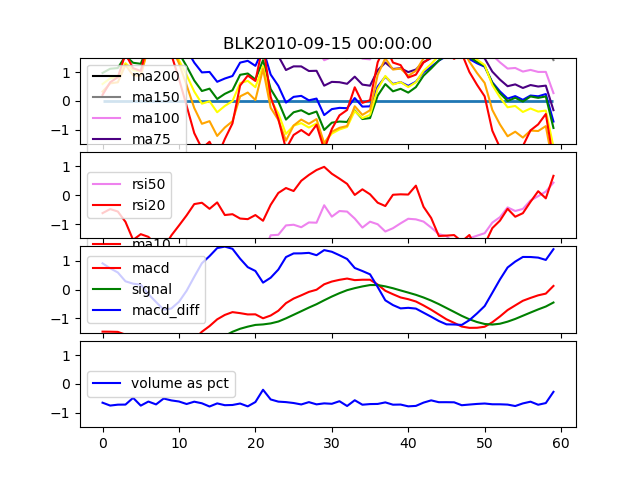 BLK2010-09-15 00:00:00
1
0
−1
ma200
ma150
ma100
ma75
1
0
−1
rsi50
rsi20
ma10
1
0
−1
macd
signal
macd_diff
1
0
−1
volume as pct
0 10 20 30 40 50 60